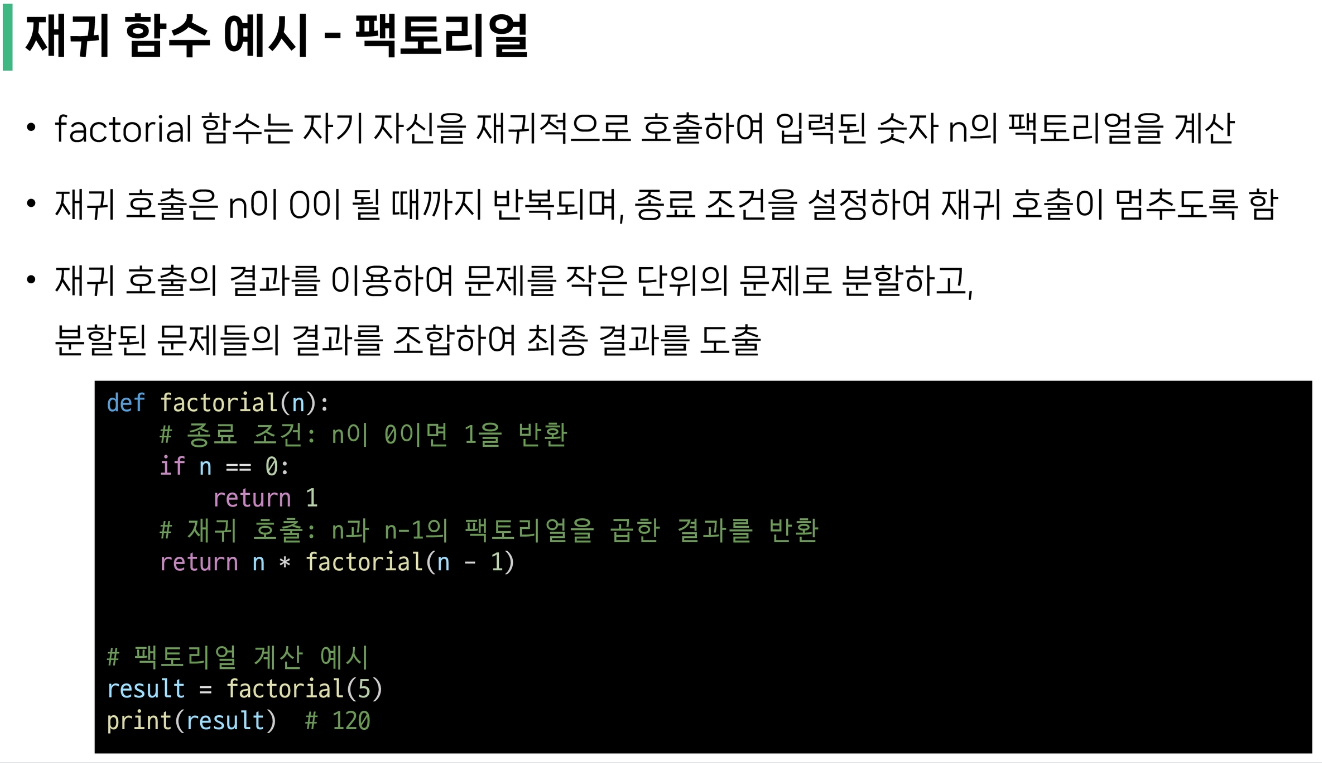 재귀 함수 예시 - 팩토리얼
• factorial 함수는 자기 자신을 재귀적으로 호출하여 입력된 숫자 n의 팩토리얼을 계산
• 재귀 호출은 n이 0이 될 때까지 반복되며, 종료 조건을 설정하여 재귀 호출이 멈추도록 함
• 재귀 호출의 결과를 이용하여 문제를 작은 단위의 문제로 분할하고,
분할된 문제들의 결과를 조합하여 최종 결과를 도출
def factorial(n):
    # 종료 조건: n이 0이면 1을 반환
    if n == 0:
        return 1
    # 재귀 호출: n과 n-1의 팩토리얼을 곱한 결과를 반환
    return n * factorial(n - 1)
# 팩토리얼 계산 예시
result = factorial(5)
print(result)  # 120